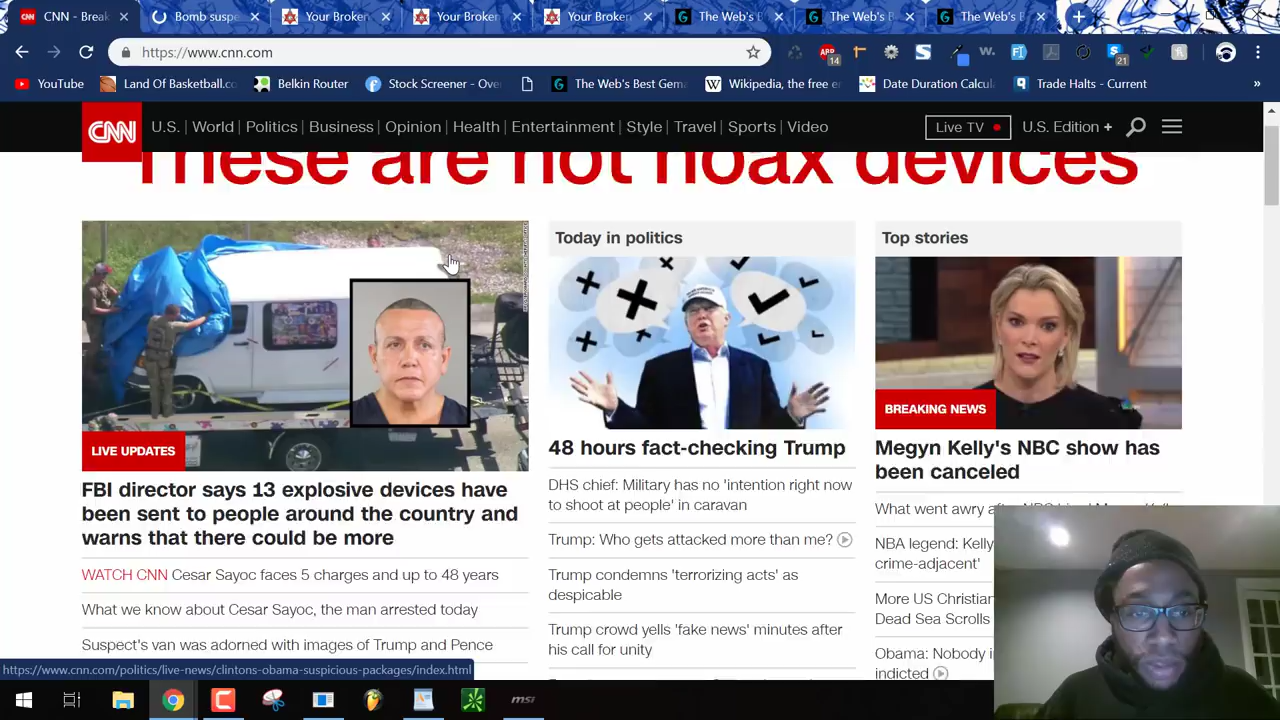 CNN - Break
Bomb suspe
Your Broken
Your Broken
Your Broken
The Web's B
The Web's B
The Web's B
https://www.cnn.com
14
21
YouTube
Land Of Basketball.co
Belkin Router
Stock Screener - Ove
The Web's Best Gema
Wikipedia, the free e
Date Duration Calcul
Trade Halts - Current
»
CNN
U.S. | World | Politics | Business | Opinion | Health | Entertainment | Style | Travel | Sports | Video
Live TV
U.S. Edition +
These are not hoax devices
LIVE UPDATES
FBI director says 13 explosive devices have
been sent to people around the country and
warns that there could be more
WATCH CNN Cesar Sayoc faces 5 charges and up to 48 years
What we know about Cesar Sayoc, the man arrested today
Suspect's van was adorned with images of Trump and Pence
https://www.cnn.com/politics/live-news/clintons-obama-suspicious-packages/index.html
Today in politics
48 hours fact-checking Trump
DHS chief: Military has no 'intention right now
to shoot at people' in caravan
Trump: Who gets attacked more than me?
Trump condemns 'terrorizing acts' as
despicable
Trump crowd yells 'fake news' minutes after
his call for unity
Top stories
BREAKING NEWS
Megyn Kelly's NBC show has
been canceled
What went awry
NBA legend: Kelly
crime-adjacent'
More US Christian
Dead Sea Scrolls
Obama: Nobody i
indicted
msi